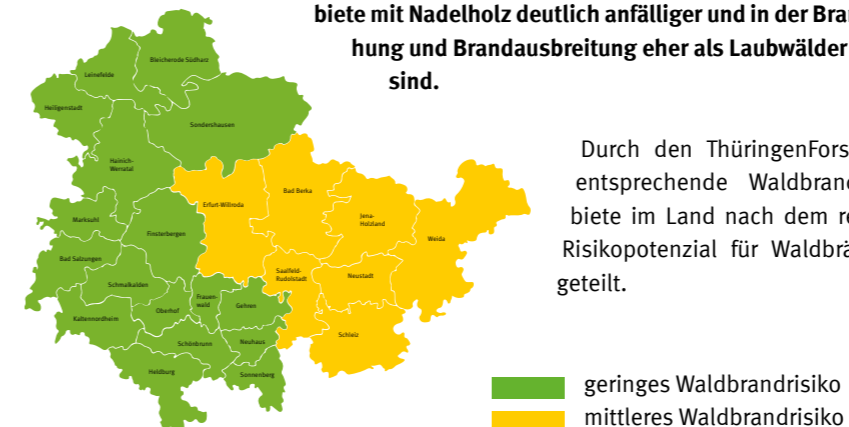 biete mit Nadelholz deutlich anfälliger und in der Bran
hung und Brandausbreitung eher als Laubwälder
sind.
Durch den ThüringenFors
entsprechende Waldbrand
biete im Land nach dem re
Risikopotenzial für Waldbrä
geteilt.
Bleicherode Südharz
Leinefelde
Heiligenstadt
Sondershausen
Hainich-
Werratal
Erfurt-Willroda
Bad Berka
Jena-
Holzland
Weida
Marksuhl
Finsterbergen
Bad Salzungen
Saalfeld-
Rudolstadt
Neustadt
Schmalkalden
Frauen-
wald
Gehren
Oberhof
Kaltennordheim
Schönbrunn
Neuhaus
Schleiz
Heldburg
Sonneberg
geringes Waldbrandrisiko
mittleres Waldbrandrisiko